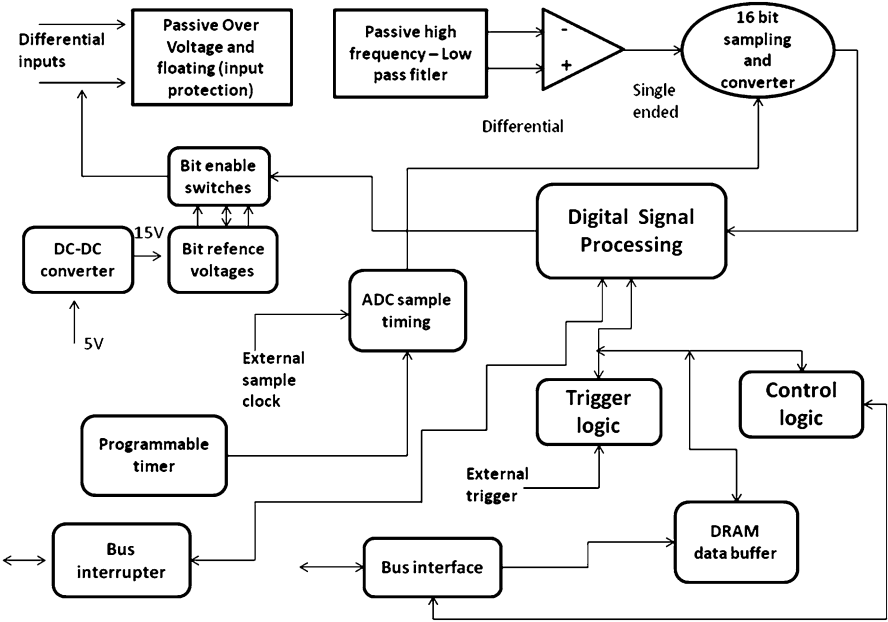 Differential
inputs
Passive Over
Voltage and
floating (input
protection)
Passive high
frequency – Low
pass fitler
-
+
16 bit
sampling
and
converter
Single
ended
Differential
Bit enable
switches
Digital Signal
Processing
15V
DC-DC
converter
Bit refence
voltages
5V
ADC sample
timing
External
sample
clock
Trigger
logic
Control
logic
Programmable
timer
External
trigger
Bus
interrupter
Bus interface
DRAM
data buffer